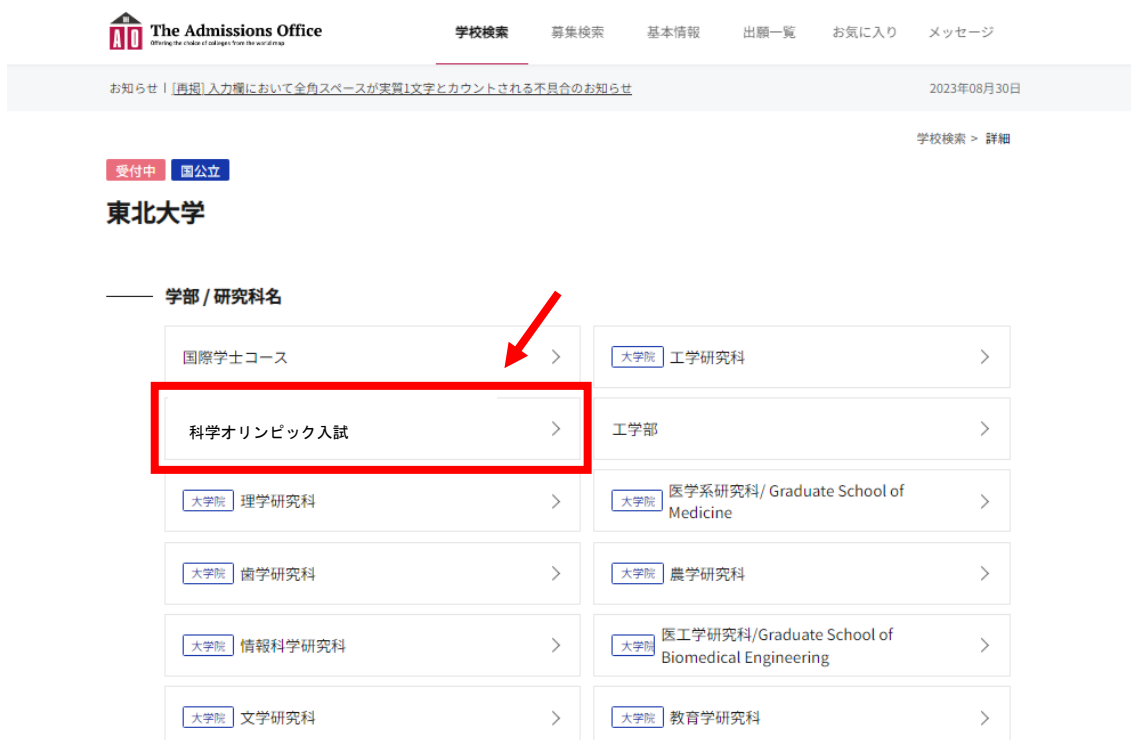 The Admissions Office
Offering the choice of colleges from the world map
学校検索 募集検索 基本情報 出願一覧 お気に入り メッセージ
お知らせ | [再掲] 入力欄において全角スペースが実質1文字とカウントされる不具合のお知らせ 2023年08月30日
学校検索 > 詳細
受付中 国公立
東北大学
学部 / 研究科名
国際学士コース
大学院 工学研究科
科学オリンピック入試
工学部
大学院 理学研究科
大学院 医学系研究科/ Graduate School of
Medicine
大学院 歯学研究科
大学院 農学研究科
大学院 情報科学研究科
大学院 医工学研究科/Graduate School of
Biomedical Engineering
大学院 文学研究科
大学院 教育学研究科